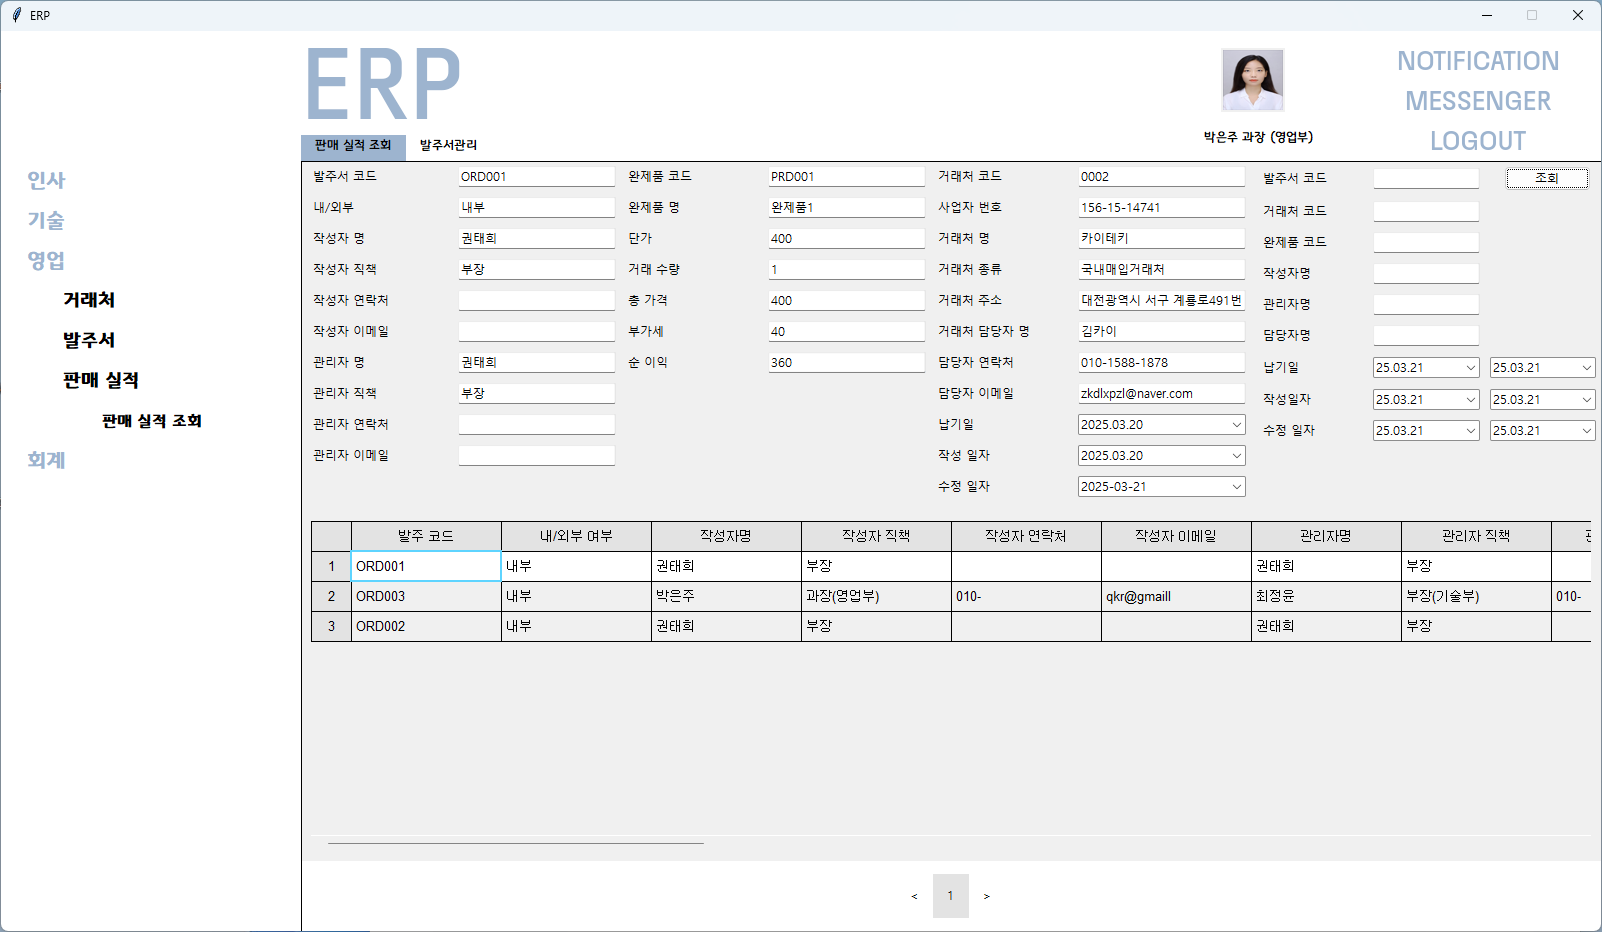 ERP
ERP
NOTIFICATION
MESSENGER
LOGOUT
박은주 과장 (영업부)
판매 실적 조회 발주서관리
인사
기술
영업
거래처
발주서
판매 실적
판매 실적 조회
회계
발주서 코드 ORD001 완제품 코드 PRD001 거래처 코드 0002 발주서 코드 조회
내/외부 내부 완제품 명 완제품1 사업자 번호 156-15-14741 거래처 코드
작성자 명 권태희 단가 400 거래처 명 카이테키 완제품 코드
작성자 직책 부장 거래 수량 1 거래처 종류 국내매입거래처 작성자명
작성자 연락처 총 가격 400 거래처 주소 대전광역시 서구 계룡로491번 관리자명
작성자 이메일 부가세 40 거래처 담당자 명 김카이 담당자명
관리자 명 권태희 순 이익 360 담당자 연락처 010-1588-1878 납기일 25.03.21 25.03.21
관리자 직책 부장 담당자 이메일 zkdlxpzl@naver.com 작성일자 25.03.21 25.03.21
관리자 연락처 납기일 2025.03.20 수정 일자 25.03.21 25.03.21
관리자 이메일 작성 일자 2025.03.20
수정 일자 2025-03-21
발주 코드 내/외부 여부 작성자명 작성자 직책 작성자 연락처 작성자 이메일 관리자명 관리자 직책
1 ORD001 내부 권태희 부장 권태희 부장
2 ORD003 내부 박은주 과장(영업부) 010- qkr@gmaill 최정윤 부장(기술부) 010-
3 ORD002 내부 권태희 부장 권태희 부장
< 1 >